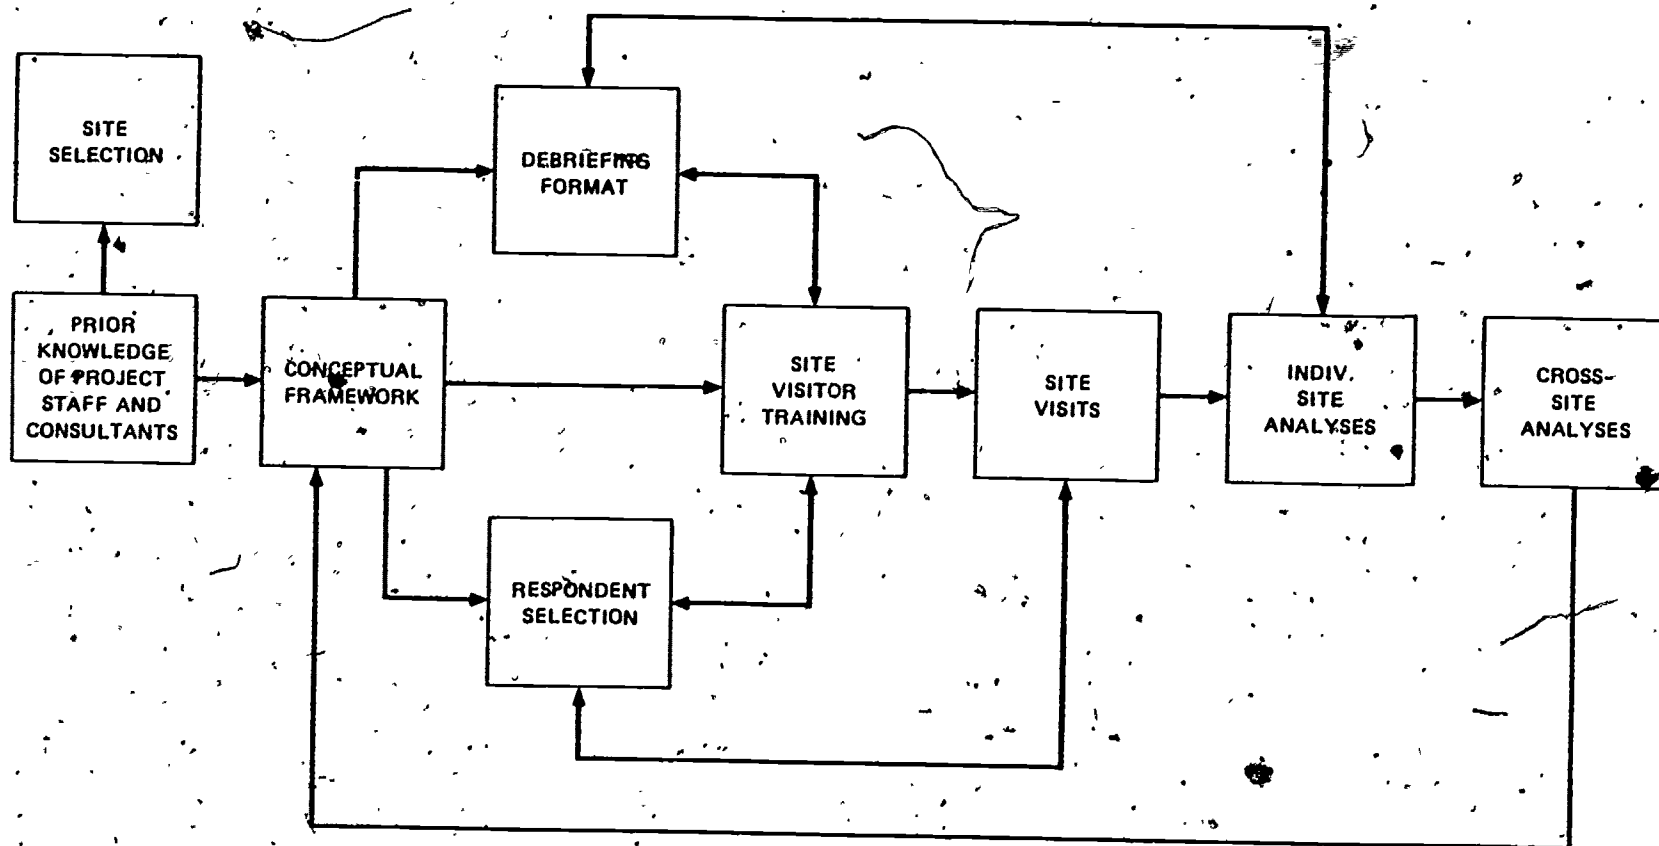 SITE
SELECTION
DEBRIEFING
FORMAT
PRIOR
KNOWLEDGE
OF PROJECT
STAFF AND
CONSULTANTS
CONCEPTUAL
FRAMEWORK
SITE
VISITOR
TRAINING
SITE
VISITS
INDIV.
SITE
ANALYSES
CROSS-
SITE
ANALYSES
RESPONDENT
SELECTION